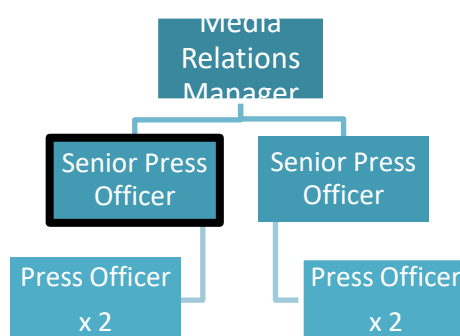 Media
Relations
Manager
Senior Press
Officer
Senior Press
Officer
Press Officer
x 2
Press Officer
x 2